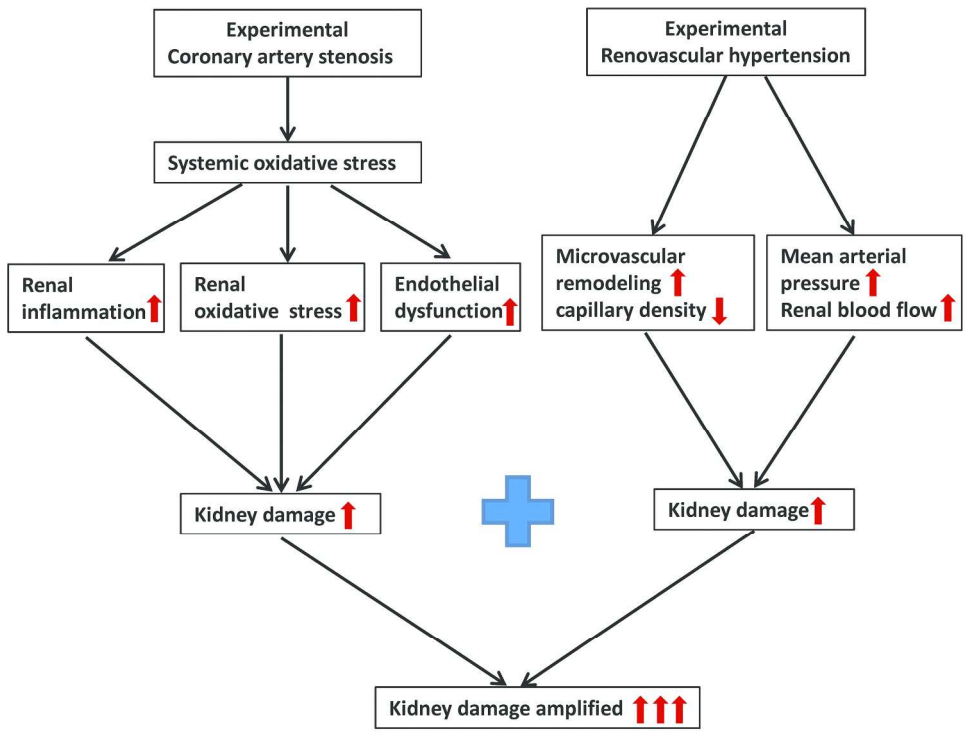 Experimental
Coronary artery stenosis
Experimental
Renovascular hypertension
Systemic oxidative stress
Renal
inflammation
Renal
oxidative stress
Endothelial
dysfunction
Microvascular
remodeling
capillary density
Mean arterial
pressure
Renal blood flow
Kidney damage
Kidney damage
Kidney damage amplified